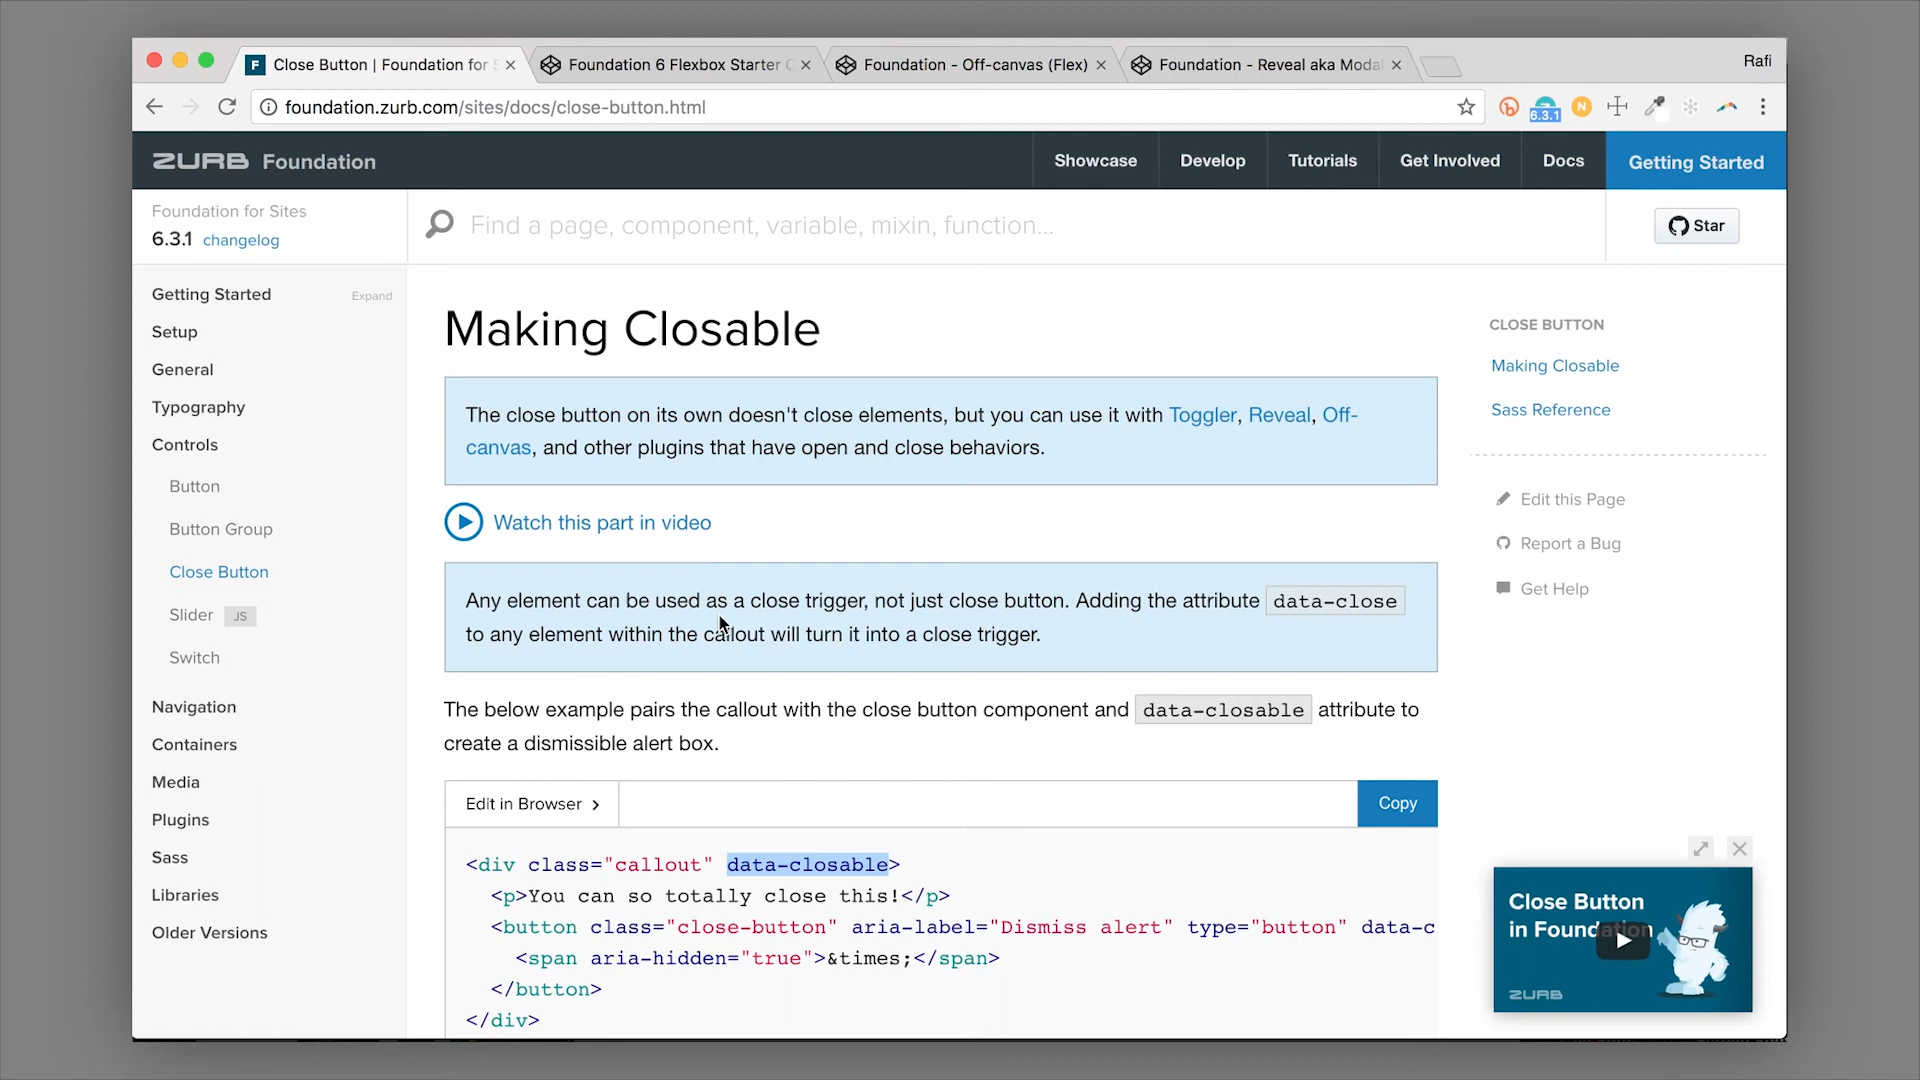 Close Button | Foundation for S
Foundation 6 Flexbox Starter C
Foundation - Off-canvas (Flex)
Foundation - Reveal aka Modal
Rafi
foundation.zurb.com/sites/docs/close-button.html
6.3.1
N
ZURB Foundation
Showcase
Develop
Tutorials
Get Involved
Docs
Getting Started
Foundation for Sites
6.3.1 changelog
Find a page, component, variable, mixin, function...
Star
Getting Started
Expand
Setup
General
Typography
Controls
Button
Button Group
Close Button
Slider JS
Switch
Navigation
Containers
Media
Plugins
Sass
Libraries
Older Versions
Making Closable
The close button on its own doesn't close elements, but you can use it with Toggler, Reveal, Off-
canvas, and other plugins that have open and close behaviors.
Watch this part in video
Any element can be used as a close trigger, not just close button. Adding the attribute data-close
to any element within the callout will turn it into a close trigger.
The below example pairs the callout with the close button component and data-closable attribute to
create a dismissible alert box.
Edit in Browser
Copy
<div class="callout" data-closable>
<p>You can so totally close this!</p>
<button class="close-button" aria-label="Dismiss alert" type="button" data-c
<span aria-hidden="true">&times;</span>
</button>
</div>
CLOSE BUTTON
Making Closable
Sass Reference
Edit this Page
Report a Bug
Get Help
Close Button
in Foundation
ZURB